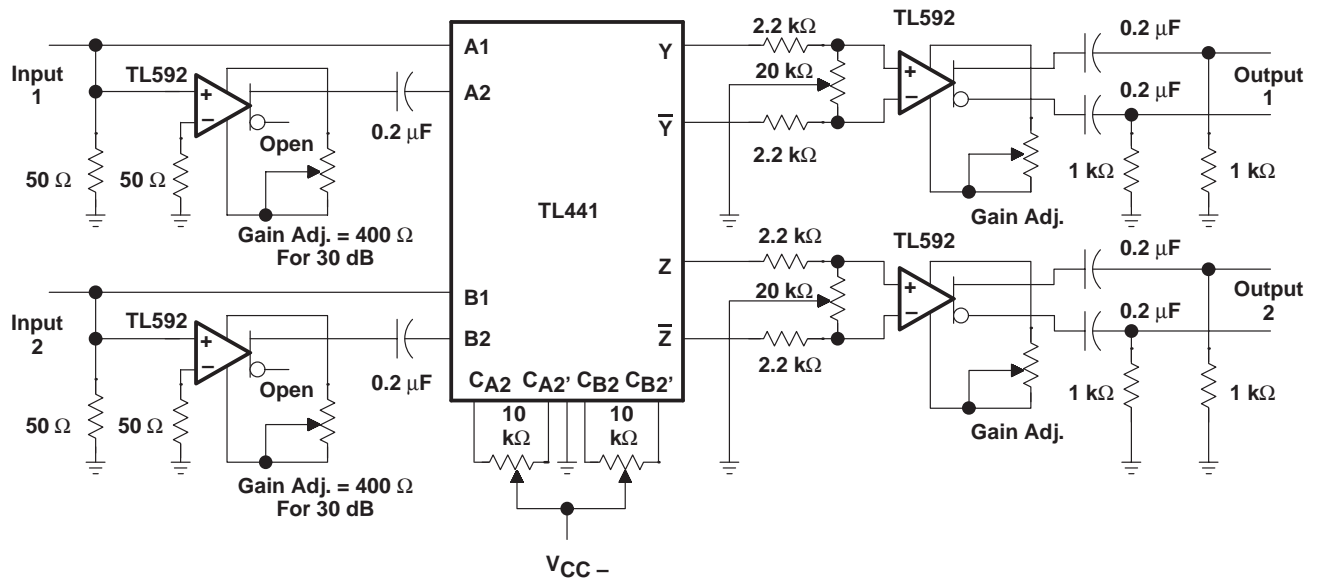 Input
1
TL592
50 Ω
50 Ω
Open
0.2 μF
Gain Adj. = 400 Ω
For 30 dB
A1
A2
Y
Y̅
TL441
2.2 kΩ
20 kΩ
2.2 kΩ
TL592
0.2 μF
0.2 μF
Output
1
1 kΩ
1 kΩ
Gain Adj.
Input
2
TL592
50 Ω
50 Ω
Open
0.2 μF
Gain Adj. = 400 Ω
For 30 dB
B1
B2
Z
Z̅
CA2 CA2' CB2 CB2'
10
kΩ
10
kΩ
VCC –
2.2 kΩ
20 kΩ
2.2 kΩ
TL592
0.2 μF
0.2 μF
Output
2
1 kΩ
1 kΩ
Gain Adj.